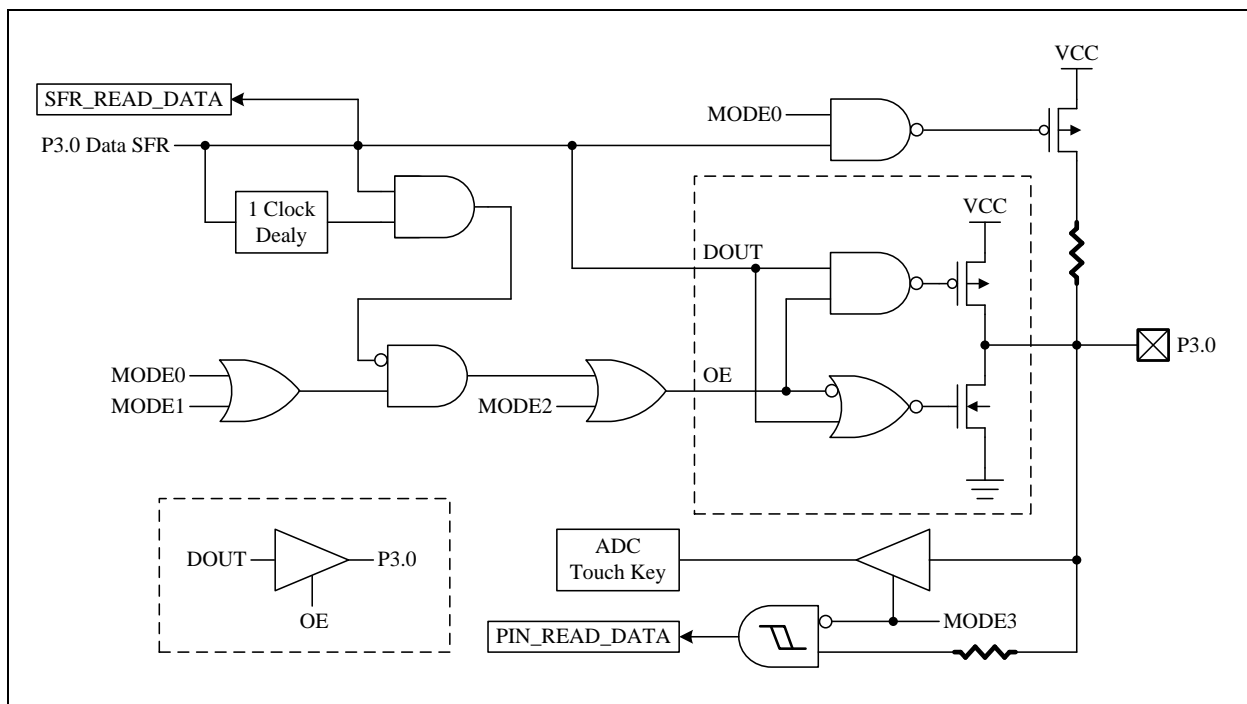 VCC
SFR_READ_DATA
MODE0
P3.0 Data SFR
1 Clock
Dealy
VCC
DOUT
P3.0
MODE0
MODE1
MODE2
OE
DOUT
P3.0
OE
ADC
Touch Key
MODE3
PIN_READ_DATA